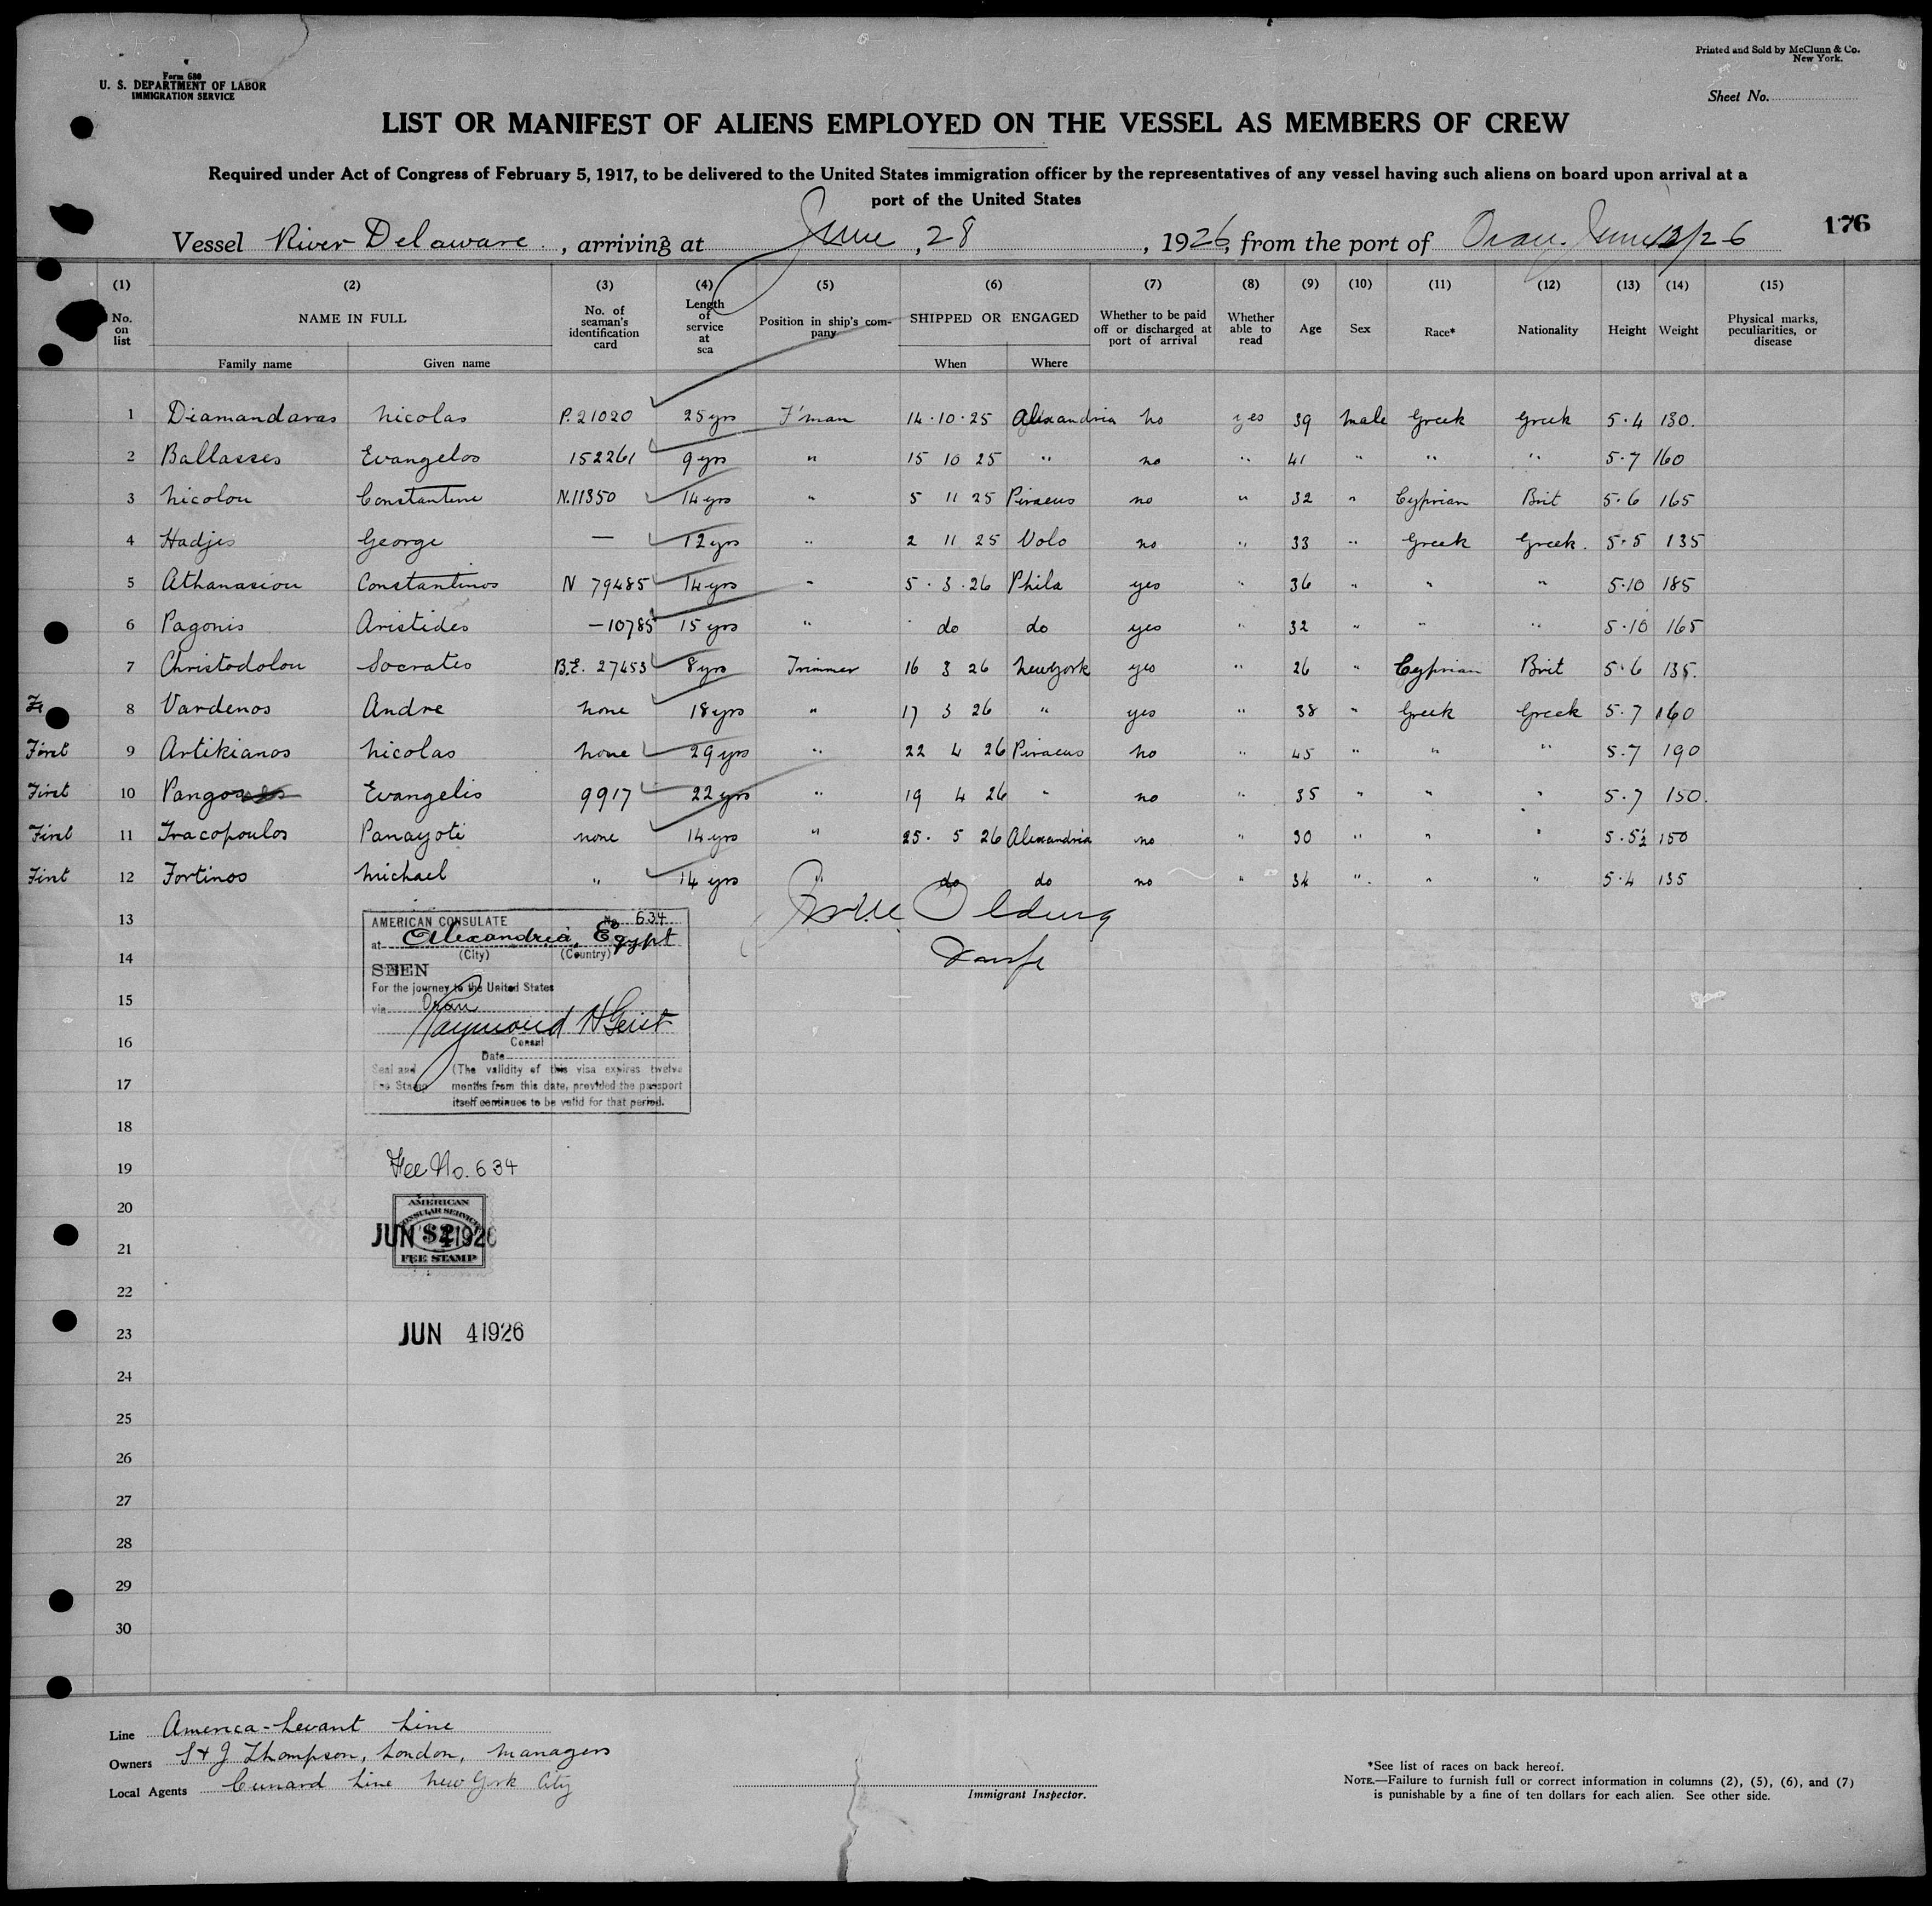 Form 680
U. S. DEPARTMENT OF LABOR
IMMIGRATION SERVICE
Printed and Sold by McClunn & Co.
New York.
Sheet No.
LIST OR MANIFEST OF ALIENS EMPLOYED ON THE VESSEL AS MEMBERS OF CREW
Required under Act of Congress of February 5, 1917, to be delivered to the United States immigration officer by the representatives of any vessel having such aliens on board upon arrival at a
port of the United States
176
Vessel River Delaware, arriving at June, 28, 1926, from the port of Oran. June /26
(1) (2) (3) (4) (5) (6) (7) (8) (9) (10) (11) (12) (13) (14) (15)
No. on list NAME IN FULL No. of seaman's identification card Length of service at sea Position in ship's company SHIPPED OR ENGAGED Whether to be paid off or discharged at port of arrival Whether able to read Age Sex Race* Nationality Height Weight Physical marks, peculiarities, or disease
Family name Given name When Where
1 Diamandaras Nicolas P.21020 25 yrs F'man 14·10·25 Alexandria no yes 39 male Greek Greek 5·4 130.
2 Ballasses Evangelos 152261 9 yrs " 15 10 25 " no " 41 " " " 5·7 160
3 Nicolou Constantine N.11350 14 yrs " 5 11 25 Piraeus no " 32 " Cyprian Brit 5·6 165
4 Hadjis George — 12 yrs " 2 11 25 Volo no " 33 " Greek Greek. 5·5 135
5 Athanasiou Constantinos N 79485 14 yrs " 5·3·26 Phila yes " 36 " " " 5·10 185
6 Pagonis Aristides —10785 15 yrs " do do yes " 32 " " " 5·10 165
7 Christodolou Socrates B.E. 27453 8 yrs Trimmer 16 3 26 New York yes " 26 " Cyprian Brit 5·6 135.
8 Vardenos Andre none 18 yrs " 17 3 26 " yes " 38 " Greek Greek 5·7 160
First 9 Artikianos Nicolas none 29 yrs " 22 4 26 Piraeus no " 45 " " " 5.7 190
First 10 Evangelis 9917 22 yrs " 19 4 26 " no " 35 " " " 5·7 150.
First 11 Tracopoulos Panayoti none 14 yrs " 25· 5 26 Alexandria no " 30 " " " 5·5½ 150
First 12 Fortinos Michael " 14 yrs " do do no " 34 " " " 5·4 135
13
14
15
16
17
18
19
20
21
22
23
24
25
26
27
28
29
30
AMERICAN CONSULATE No. 634
at Alexandria, Egypt
(City) (Country)
SEEN
For the journey to the United States
via Oran
Raymond H Geist
Consul
Date
Seal and Fee Stamp
(The validity of this visa expires twelve
months from this date, provided the passport
itself continues to be valid for that period.
Fee No. 634
AMERICAN
CONSULAR SERVICE
$2
FEE STAMP
JUN 4 1926
JUN 4 1926
Line America-Levant Line
Owners S & J Thompson, London, Managers
Local Agents Cunard Line New York City
Immigrant Inspector.
*See list of races on back hereof.
NOTE.—Failure to furnish full or correct information in columns (2), (5), (6), and (7)
is punishable by a fine of ten dollars for each alien. See other side.